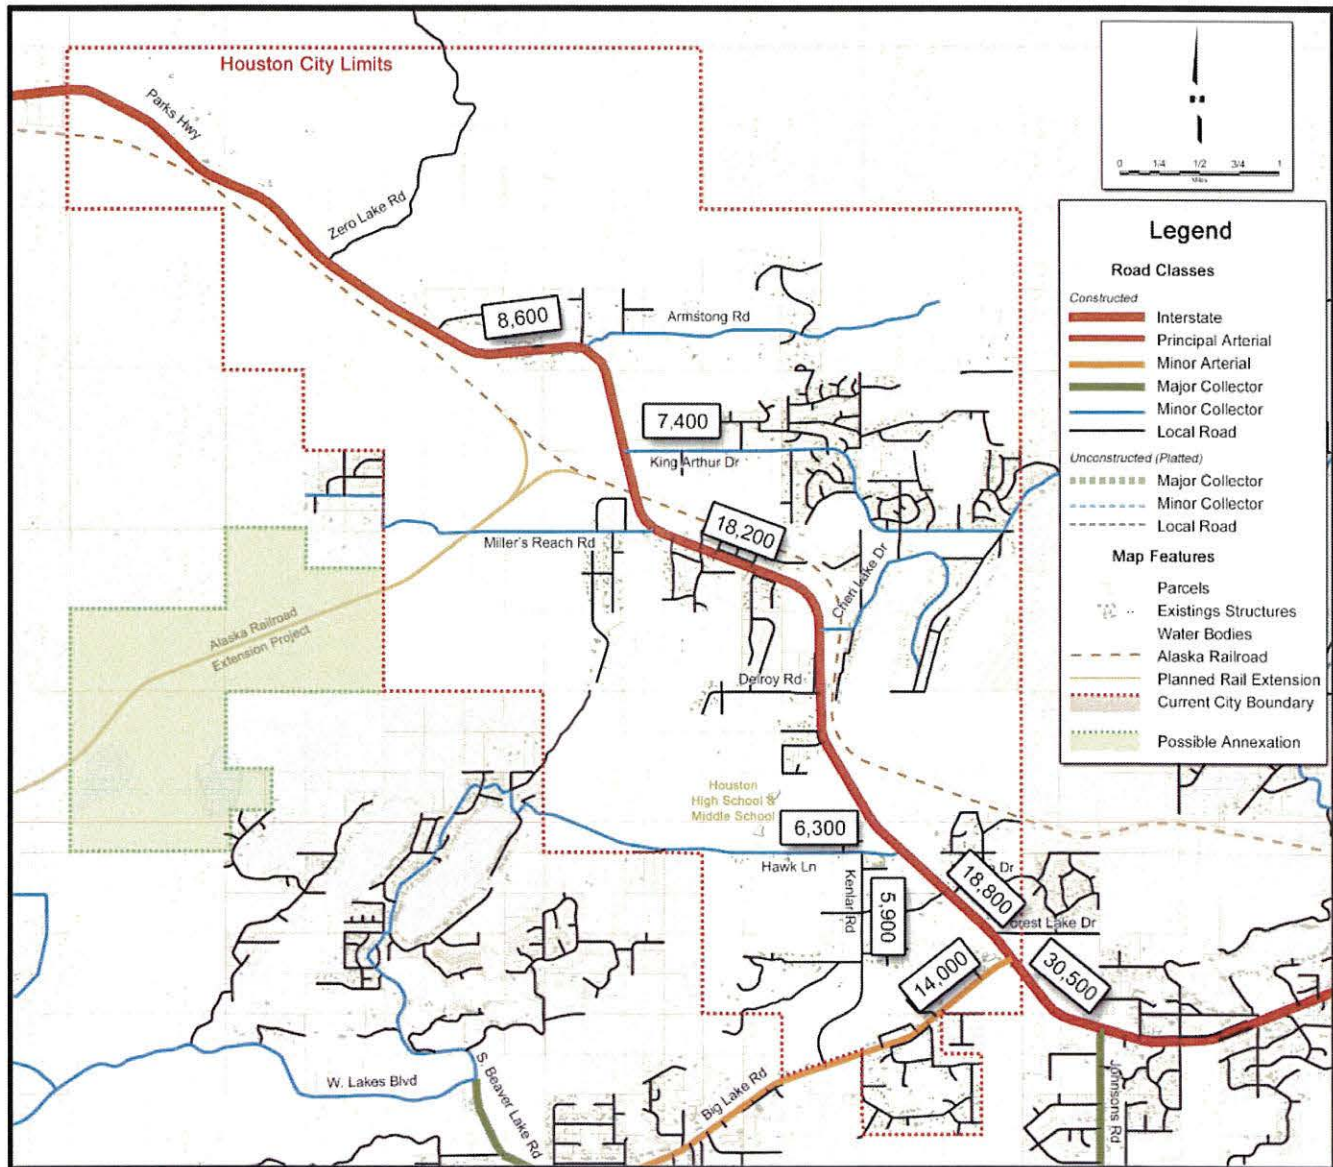 Houston City Limits
Parks Hwy
Zero Lake Rd
8,600
Armstong Rd
7,400
King Arthur Dr
18,200
Miller's Reach Rd
Cheri Lake Dr
Alaska Railroad
Extension Project
Delroy Rd
Houston
High School &
Middle School
6,300
Hawk Ln
Kenlar Rd
5,900
Dr
18,800
orest Lake Dr
14,000
30,500
W. Lakes Blvd
S. Beaver Lake Rd
Big Lake Rd
Johnsons Rd
0 1/4 1/2 3/4 1
Miles
Legend
Road Classes
Constructed
Interstate
Principal Arterial
Minor Arterial
Major Collector
Minor Collector
Local Road
Unconstructed (Platted)
Major Collector
Minor Collector
Local Road
Map Features
Parcels
Existings Structures
Water Bodies
Alaska Railroad
Planned Rail Extension
Current City Boundary
Possible Annexation